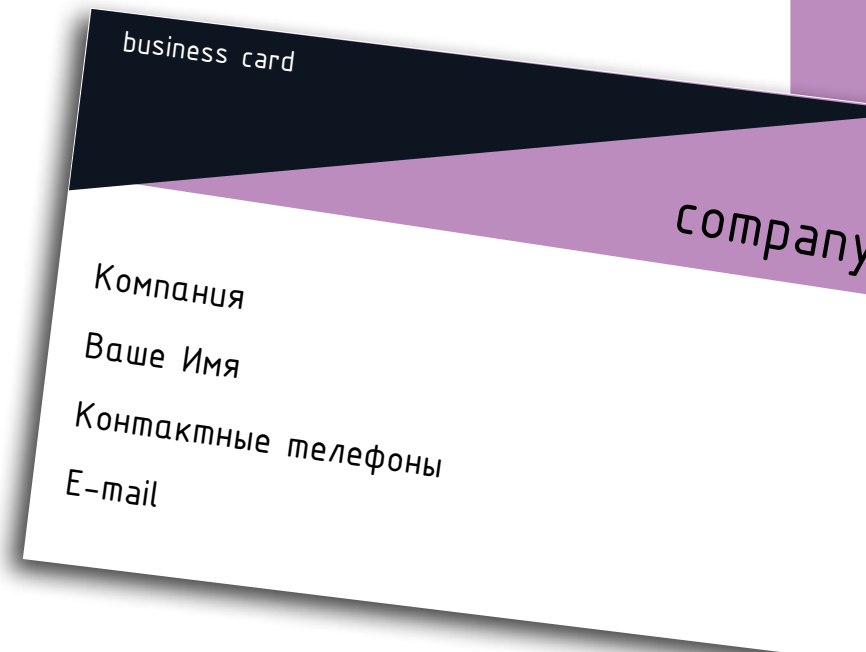 business card
company
Компания
Ваше Имя
Контактные телефоны
E-mail